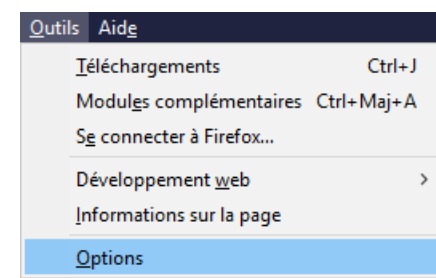 Outils Aide
Téléchargements Ctrl+J
Modules complémentaires Ctrl+Maj+A
Se connecter à Firefox...
Développement web >
Informations sur la page
Options